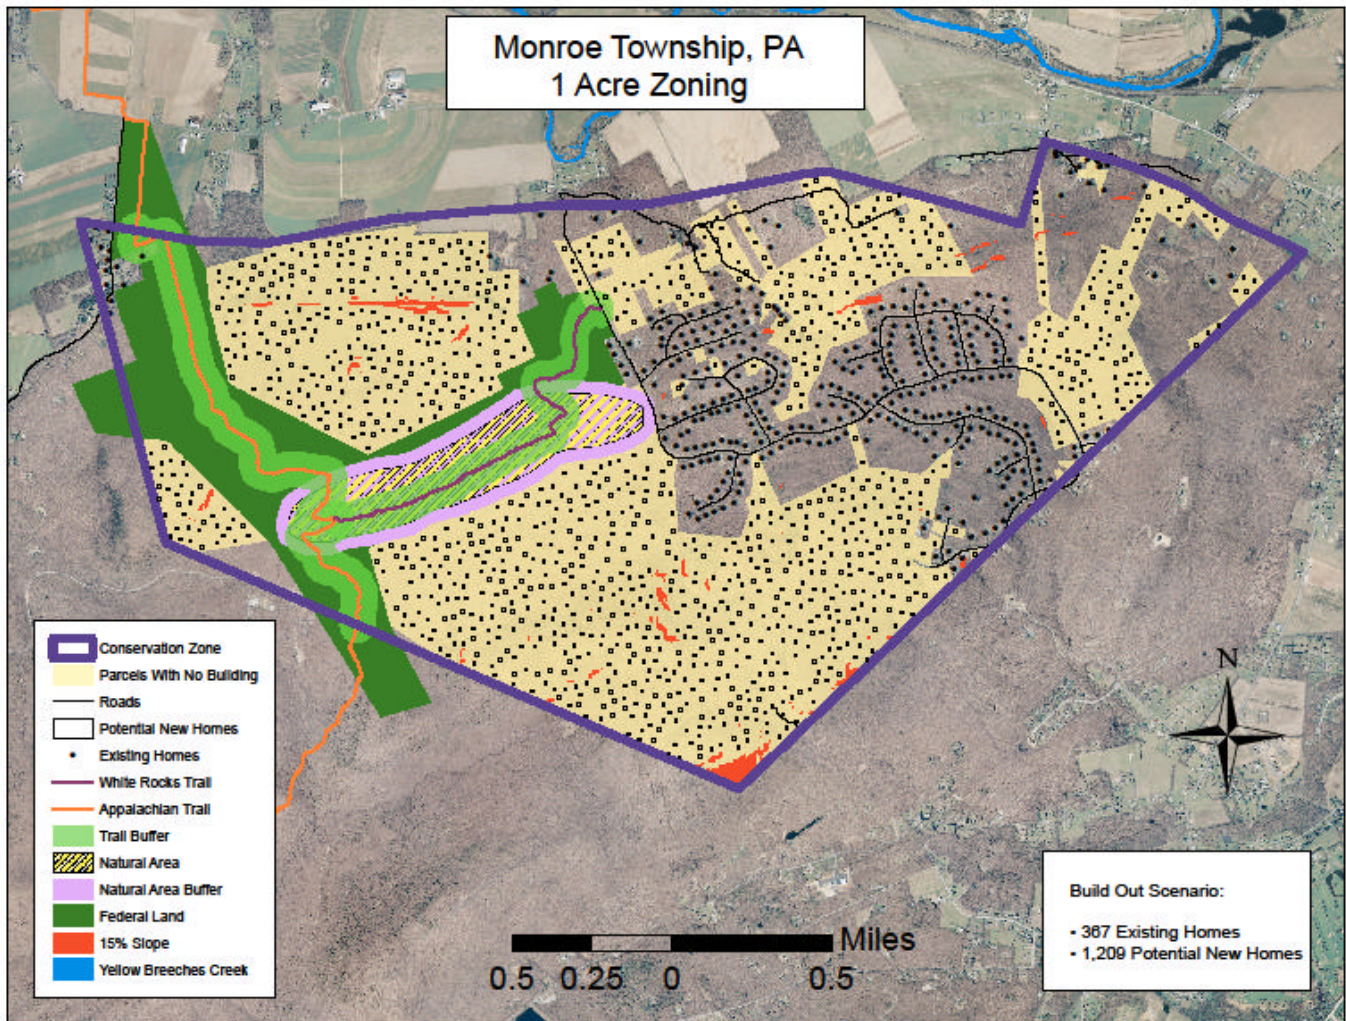 Monroe Township, PA
1 Acre Zoning
Conservation Zone
Parcels With No Building
Roads
Potential New Homes
Existing Homes
White Rocks Trail
Appalachian Trail
Trail Buffer
Natural Area
Natural Area Buffer
Federal Land
15% Slope
Yellow Breeches Creek
N
Miles
0.5 0.25 0 0.5
Build Out Scenario:
- 367 Existing Homes
- 1,209 Potential New Homes